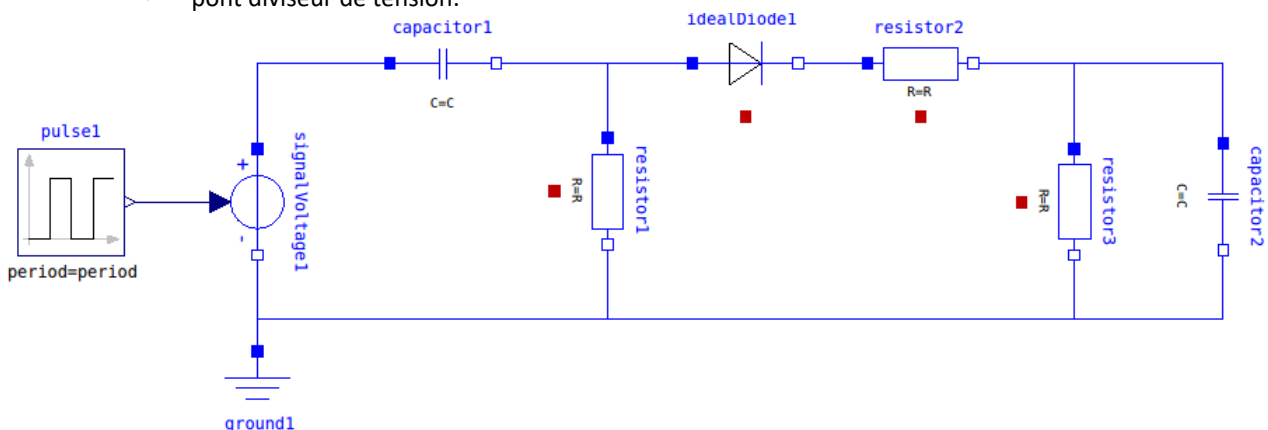 pont diviseur de tension.
capacitor1
idealDiode1
resistor2
C=C
R=R
pulse1
+
signalVoltage1
-
R=R
resistor1
R=R
resistor3
C=C
capacitor2
period=period
ground1